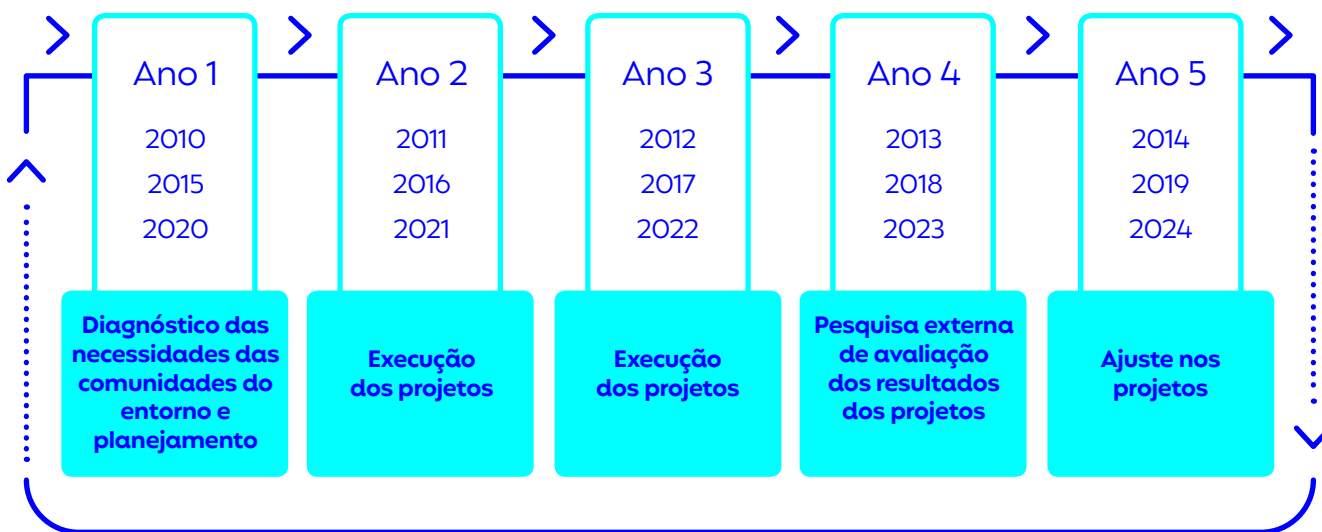 Ano 1
2010
2015
2020
Diagnóstico das
necessidades das
comunidades do
entorno e
planejamento
Ano 2
2011
2016
2021
Execução
dos projetos
Ano 3
2012
2017
2022
Execução
dos projetos
Ano 4
2013
2018
2023
Pesquisa externa
de avaliação
dos resultados
dos projetos
Ano 5
2014
2019
2024
Ajuste nos
projetos